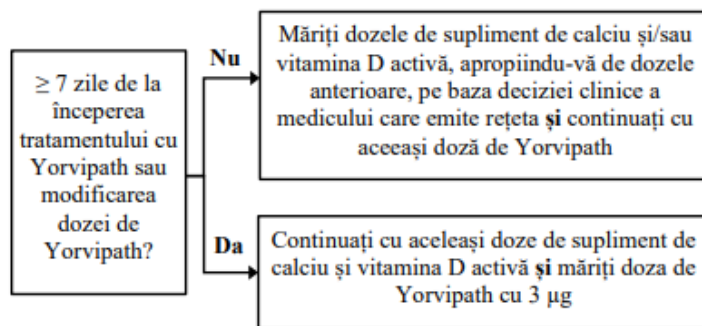 ≥ 7 zile de la
începerea
tratamentului cu
Yorvipath sau
modificarea
dozei de
Yorvipath?
Nu
Măriți dozele de supliment de calciu și/sau
vitamina D activă, apropiindu-vă de dozele
anterioare, pe baza deciziei clinice a
medicului care emite rețeta și continuați cu
aceeași doză de Yorvipath
Da
Continuați cu aceleași doze de supliment de
calciu și vitamina D activă și măriți doza de
Yorvipath cu 3 µg